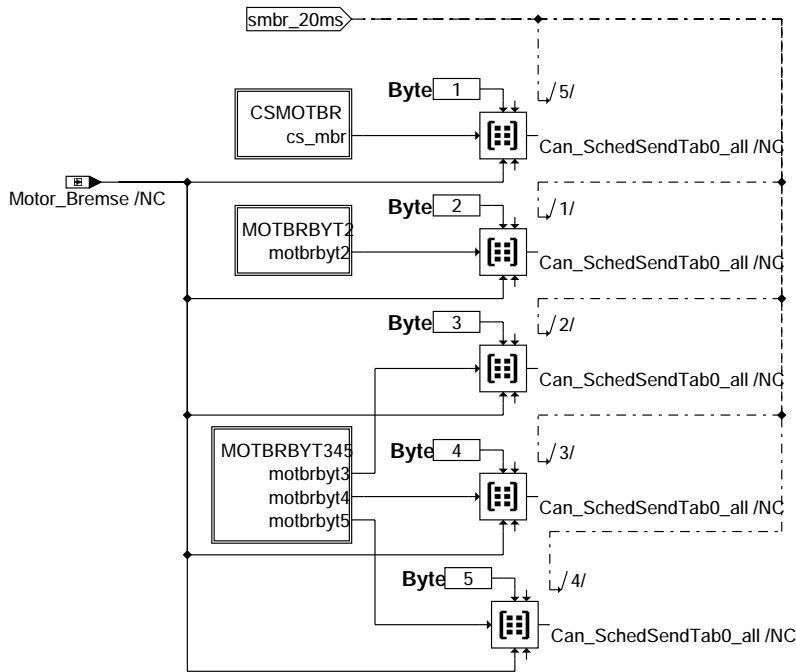 smbr_20ms
Byte 1
/5/
CSMOTBR
cs_mbr
Can_SchedSendTab0_all /NC
Motor_Bremse /NC
Byte 2
/1/
MOTBRBYT2
motbrbyt2
Can_SchedSendTab0_all /NC
Byte 3
/2/
Can_SchedSendTab0_all /NC
Byte 4
/3/
MOTBRBYT345
motbrbyt3
motbrbyt4
motbrbyt5
Can_SchedSendTab0_all /NC
Byte 5
/4/
Can_SchedSendTab0_all /NC